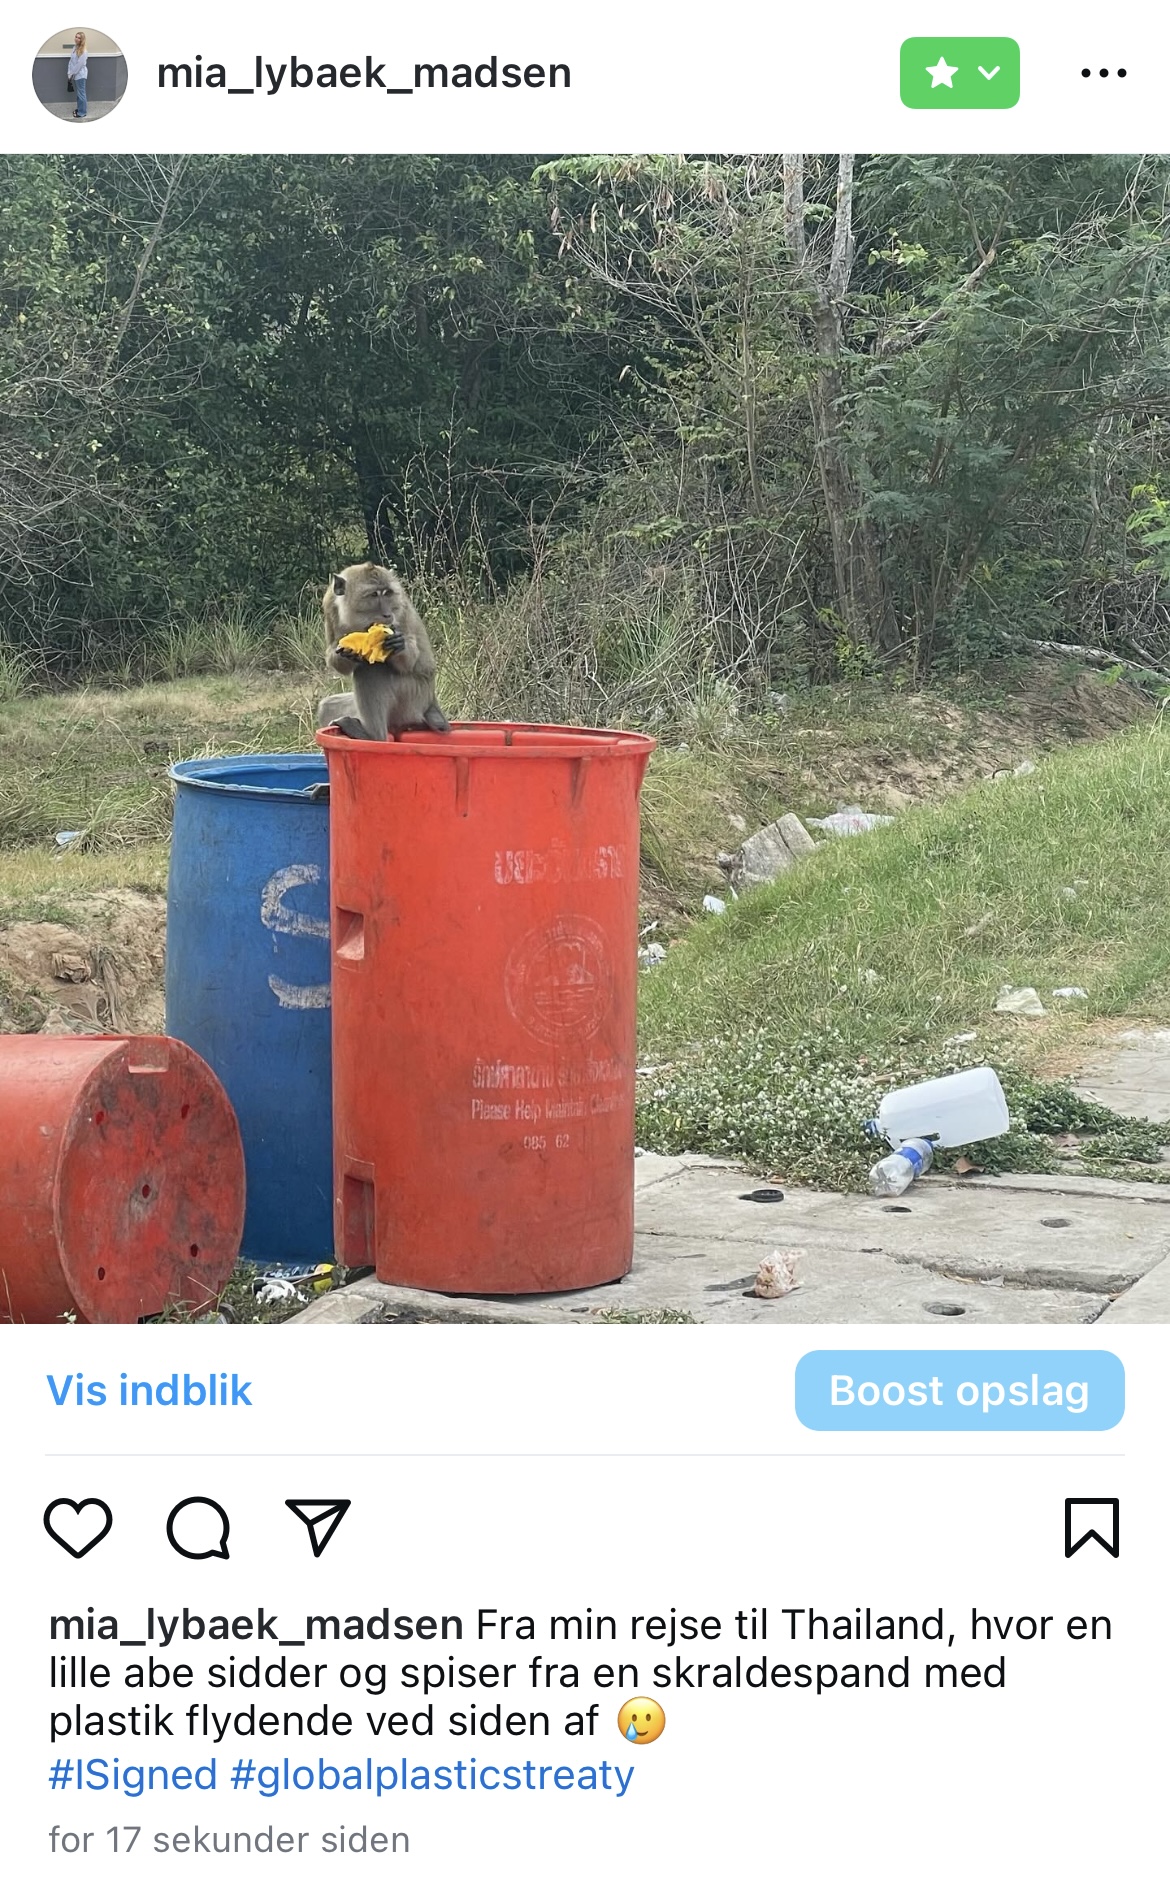 mia_lybaek_madsen
S
Please Help Maintain
085 62
Vis indblik
Boost opslag
mia_lybaek_madsen Fra min rejse til Thailand, hvor en
lille abe sidder og spiser fra en skraldespand med
plastik flydende ved siden af 🥲
#ISigned #globalplasticstreaty
for 17 sekunder siden